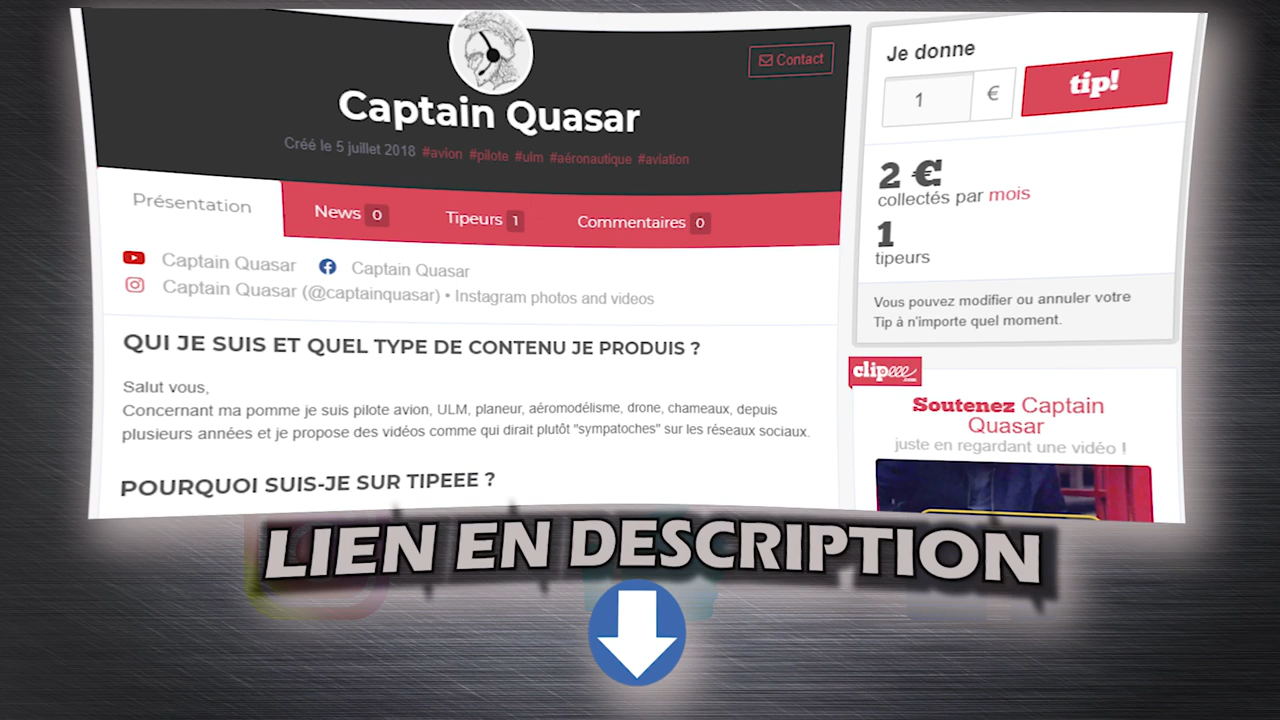 Contact
Captain Quasar
Créé le 5 juillet 2018 #avion #pilote #ulm #aéronautique #aviation
Présentation
News 0
Tipeurs 1
Commentaires 0
Captain Quasar
Captain Quasar
Captain Quasar (@captainquasar) • Instagram photos and videos
QUI JE SUIS ET QUEL TYPE DE CONTENU JE PRODUIS ?
Salut vous,
Concernant ma pomme je suis pilote avion, ULM, planeur, aéromodélisme, drone, chameaux, depuis
plusieurs années et je propose des vidéos comme qui dirait plutôt "sympatoches" sur les réseaux sociaux.
POURQUOI SUIS-JE SUR TIPEEE ?
Je donne
1 €
tip!
2 €
collectés par mois
1
tipeurs
Vous pouvez modifier ou annuler votre
Tip à n'importe quel moment.
clipeee.com
Soutenez Captain
Quasar
juste en regardant une vidéo !
LIEN EN DESCRIPTION